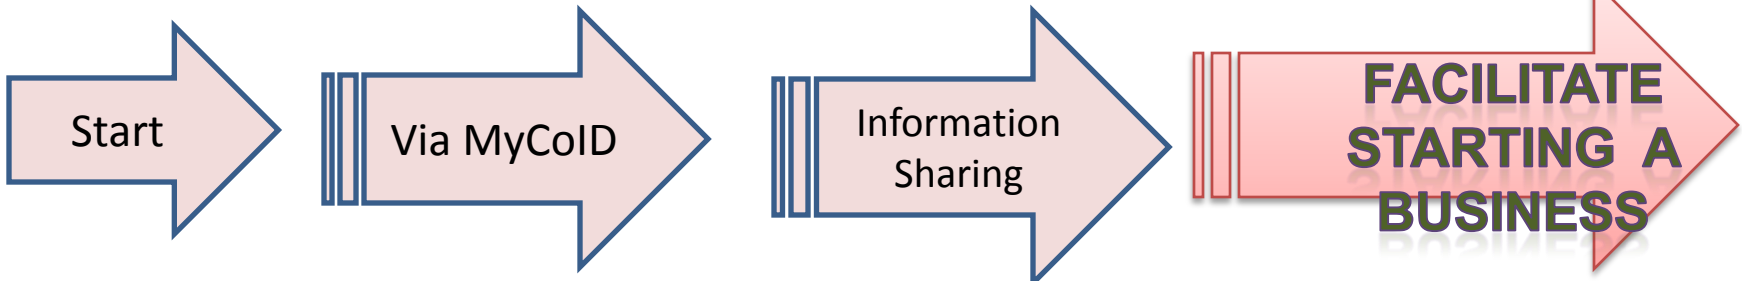 Start
Via MyCoID
Information
Sharing
FACILITATE
STARTING A
BUSINESS